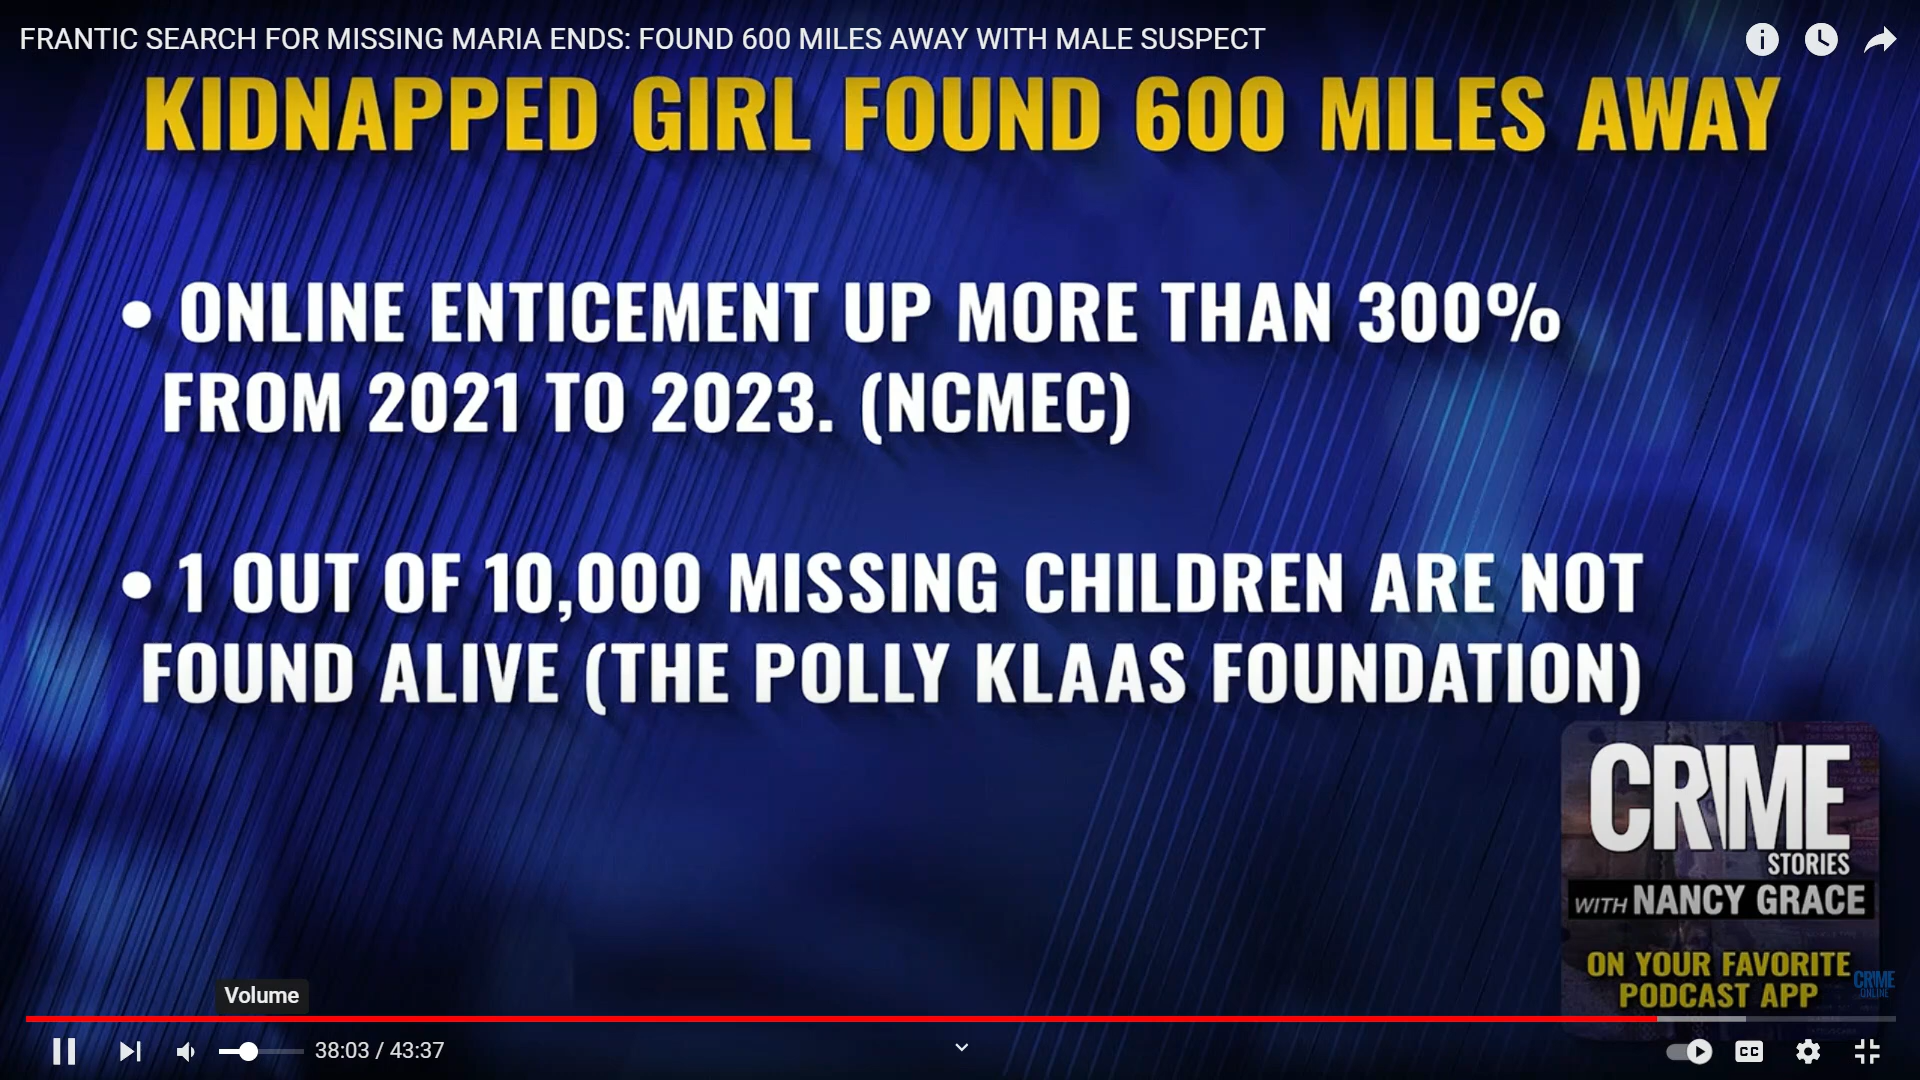 FRANTIC SEARCH FOR MISSING MARIA ENDS: FOUND 600 MILES AWAY WITH MALE SUSPECT
KIDNAPPED GIRL FOUND 600 MILES AWAY
• ONLINE ENTICEMENT UP MORE THAN 300%
FROM 2021 TO 2023. (NCMEC)
• 1 OUT OF 10,000 MISSING CHILDREN ARE NOT
FOUND ALIVE (THE POLLY KLAAS FOUNDATION)
CRIME
STORIES
WITH NANCY GRACE
ON YOUR FAVORITE
PODCAST APP
CRIME
ONLINE
Volume
38:03 / 43:37
CC